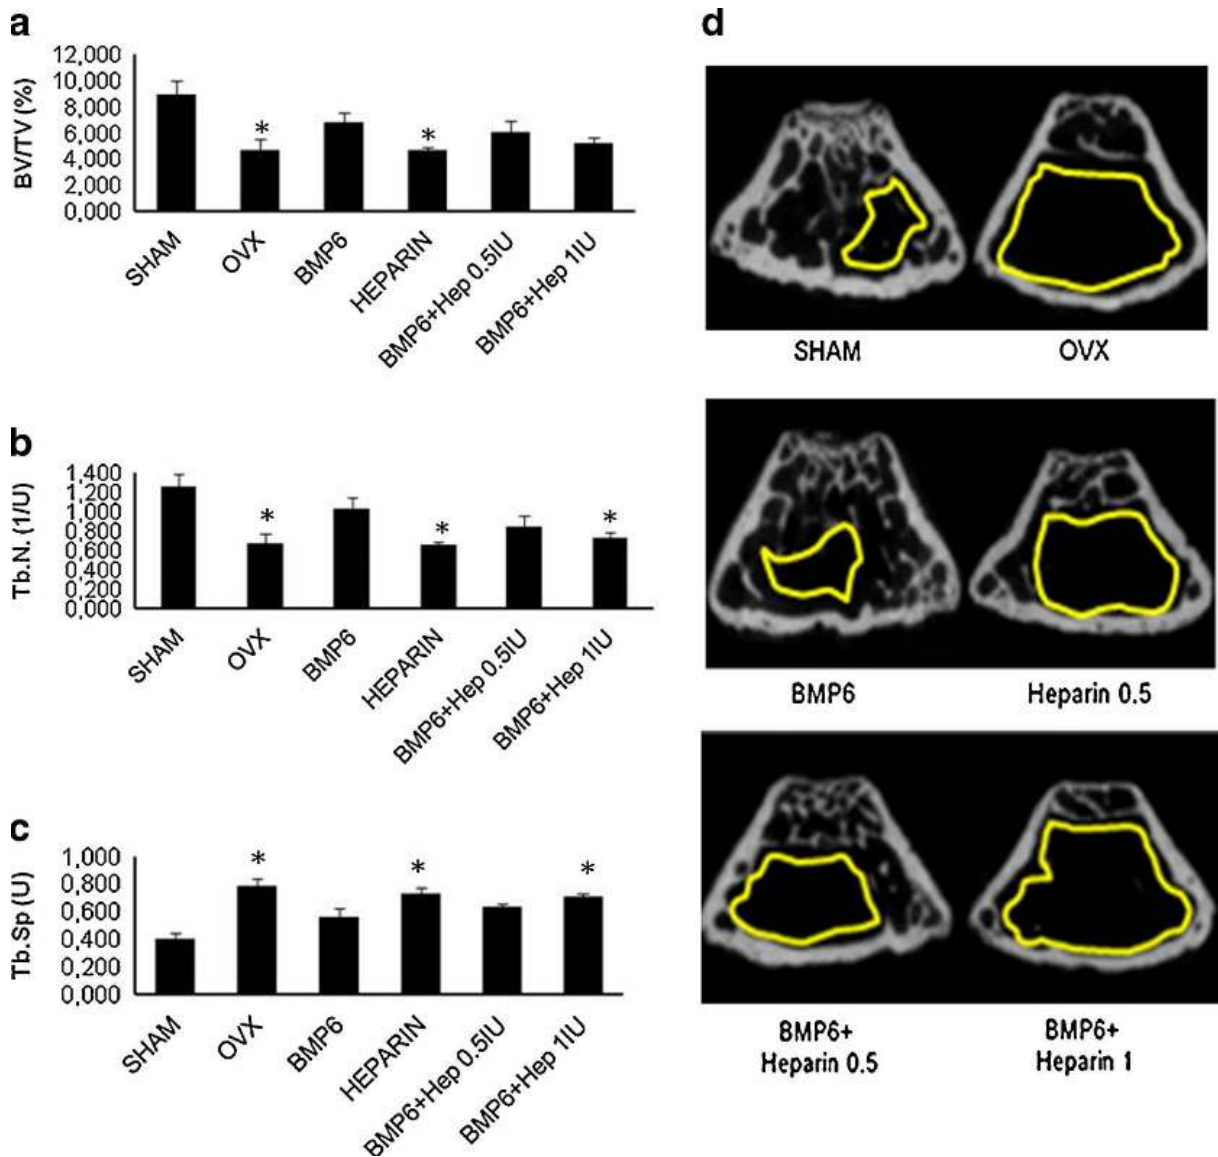 a
BV/TV (%)
12,000
10,000
8,000
6,000
4,000
2,000
0,000
*
*
SHAM
OVX
BMP6
HEPARIN
BMP6+Hep 0.5IU
BMP6+Hep 1IU
b
Tb.N. (1/U)
1,400
1,200
1,000
0,800
0,600
0,400
0,200
0,000
*
*
*
SHAM
OVX
BMP6
HEPARIN
BMP6+Hep 0.5IU
BMP6+Hep 1IU
c
Tb.Sp (U)
1,000
0,800
0,600
0,400
0,200
0,000
*
*
*
SHAM
OVX
BMP6
HEPARIN
BMP6+Hep 0.5IU
BMP6+Hep 1IU
d
SHAM
OVX
BMP6
Heparin 0.5
BMP6+
Heparin 0.5
BMP6+
Heparin 1